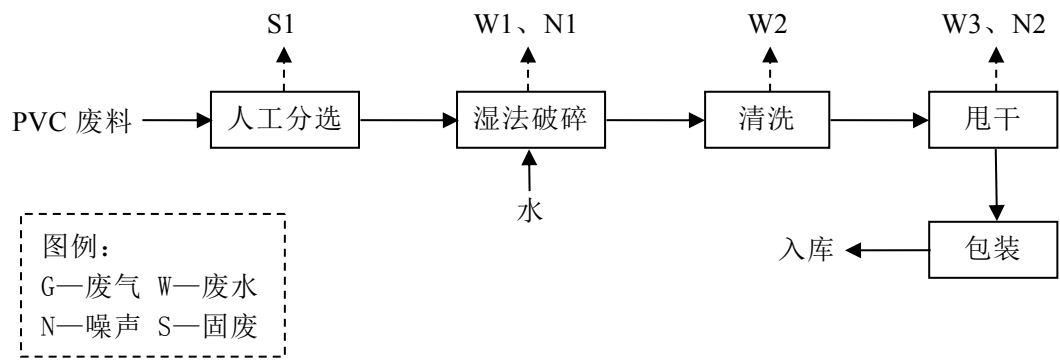 S1
W1、N1
W2
W3、N2
PVC 废料
人工分选
湿法破碎
清洗
甩干
水
包装
入库
图例：
G—废气 W—废水
N—噪声 S—固废